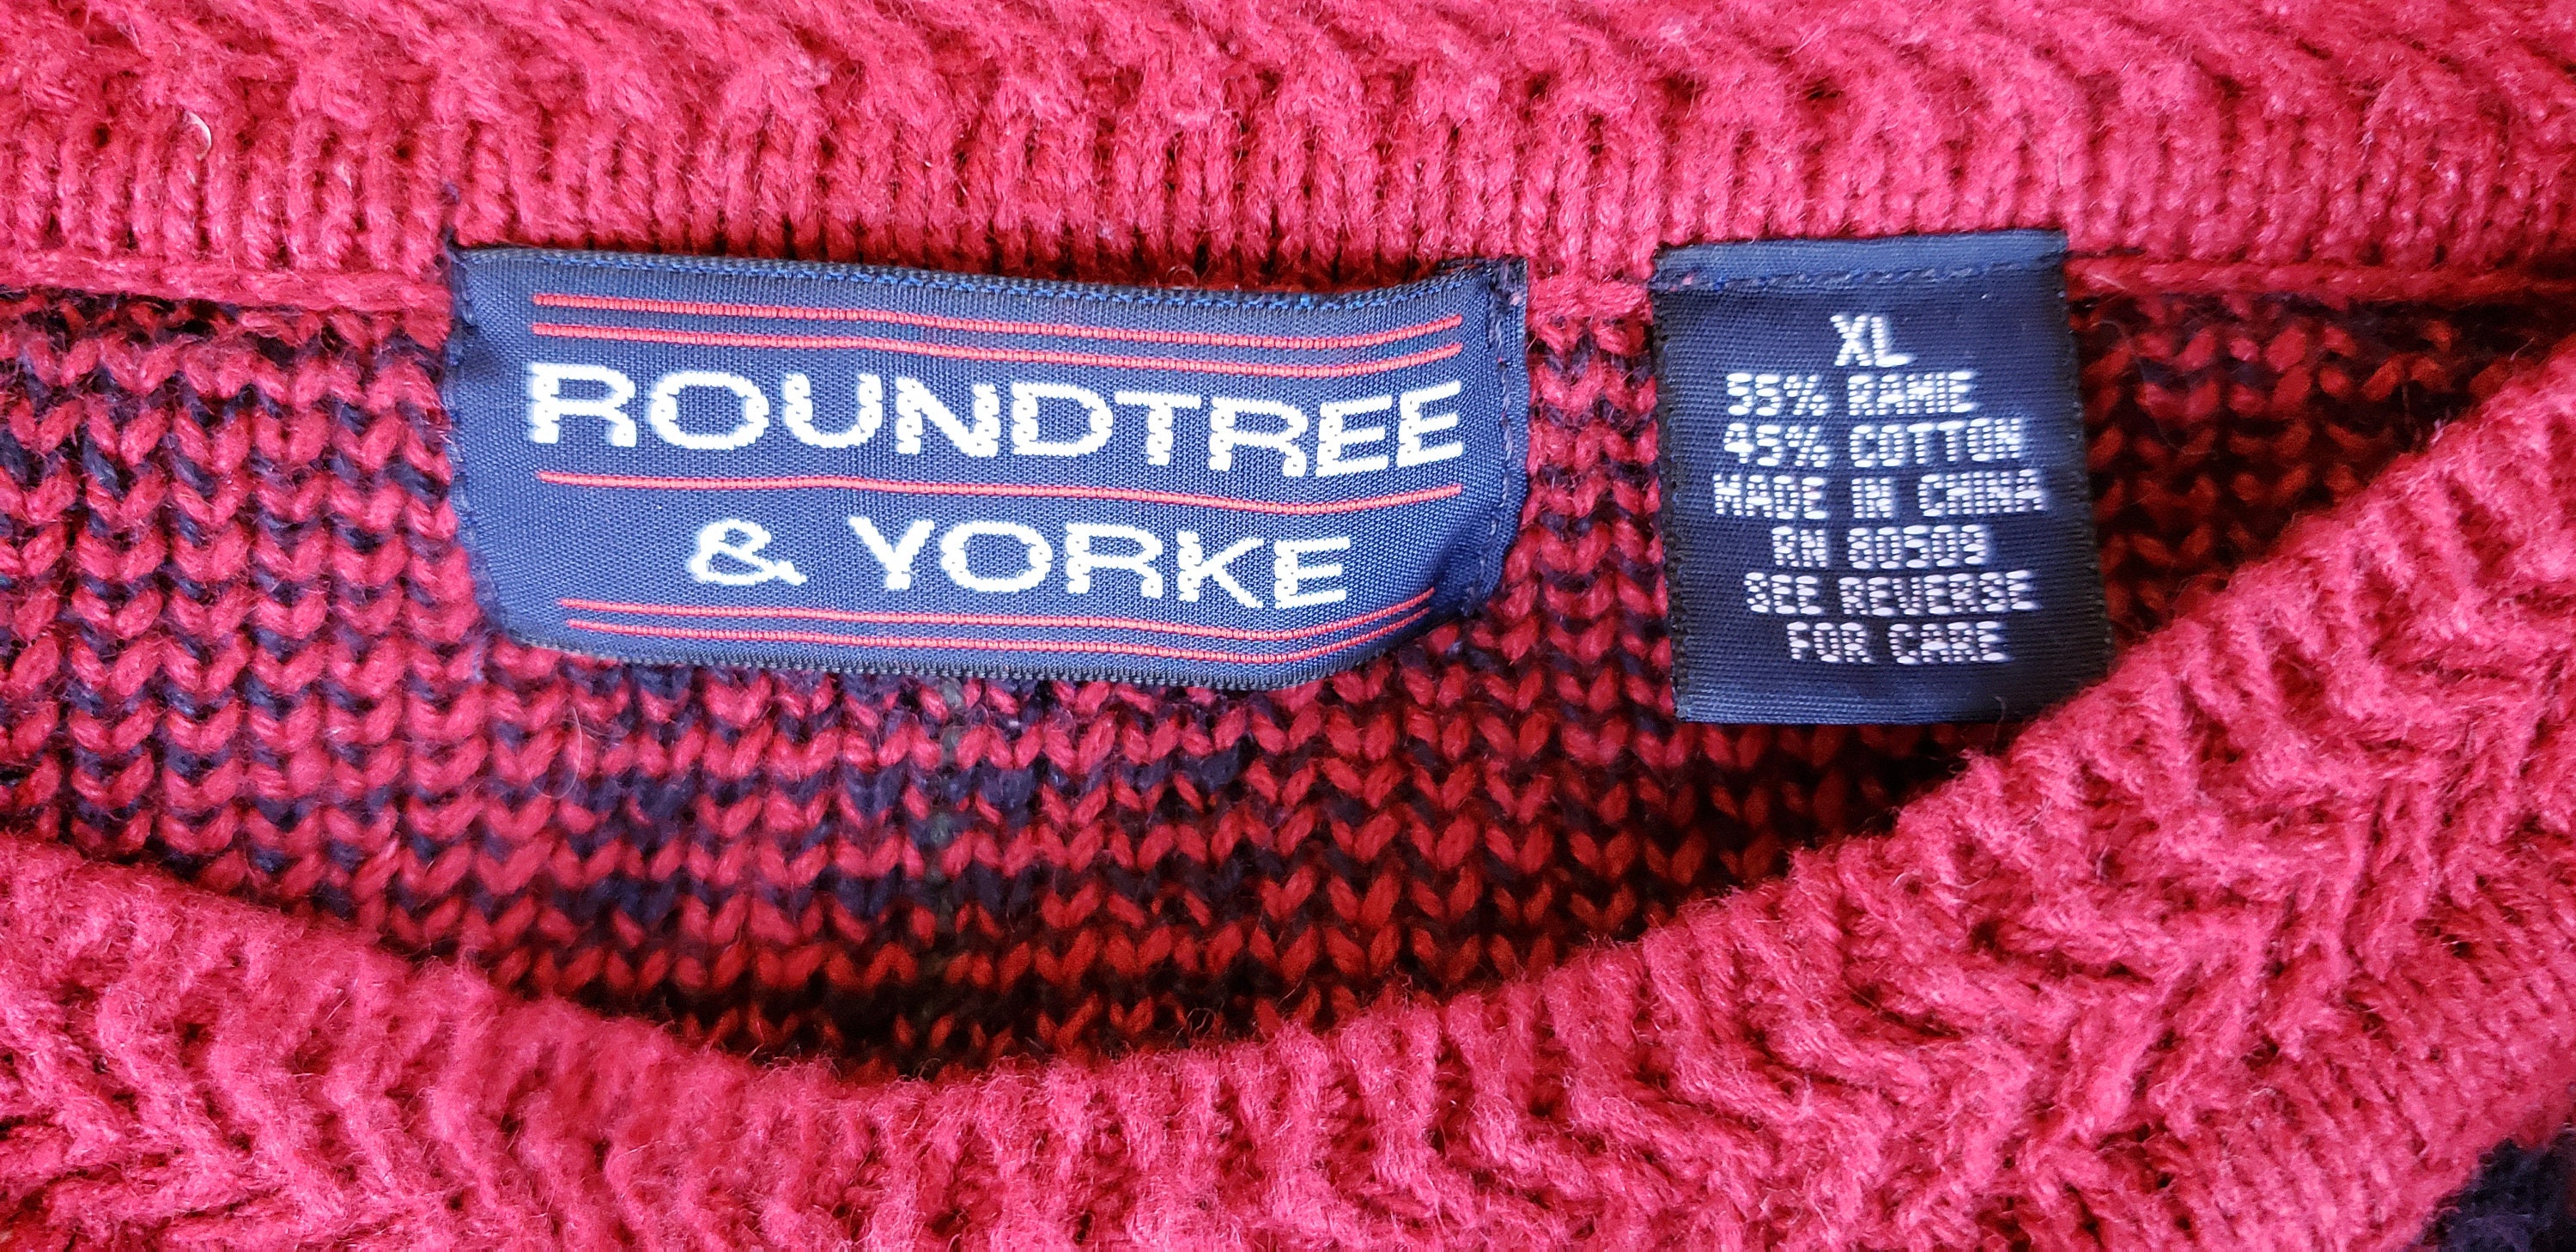 ROUNDTREE
& YORKE
XL
55% RAMIE
45% COTTON
MADE IN CHINA
RN 80509
SEE REVERSE
FOR CARE